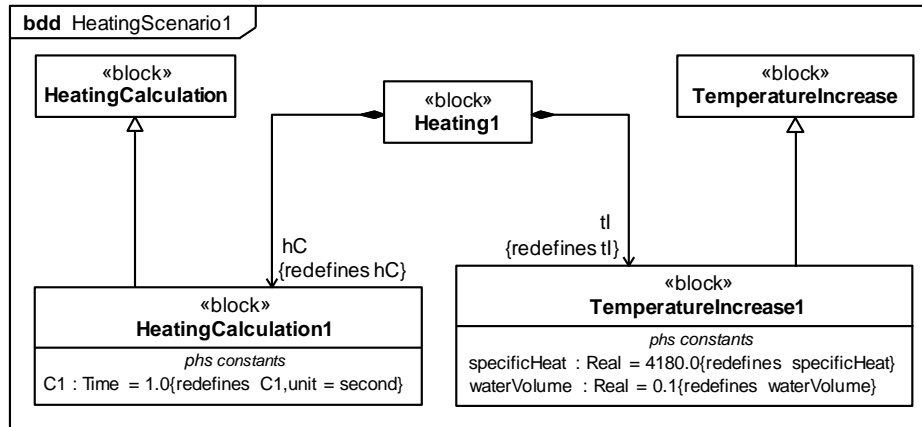 bdd HeatingScenario1
«block»
HeatingCalculation
«block»
Heating1
«block»
TemperatureIncrease
hC
{redefines hC}
tI
{redefines tI}
«block»
HeatingCalculation1
phs constants
C1 : Time = 1.0{redefines C1,unit = second}
«block»
TemperatureIncrease1
phs constants
specificHeat : Real = 4180.0{redefines specificHeat}
waterVolume : Real = 0.1{redefines waterVolume}